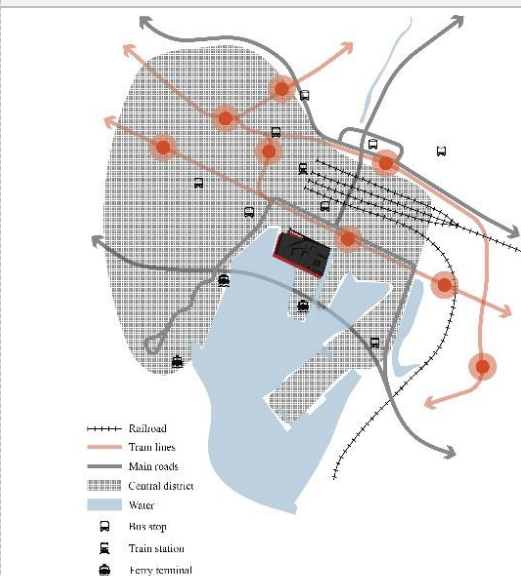 Railroad
Tram lines
Main roads
Central district
Water
Bus stop
Train station
Ferry terminal